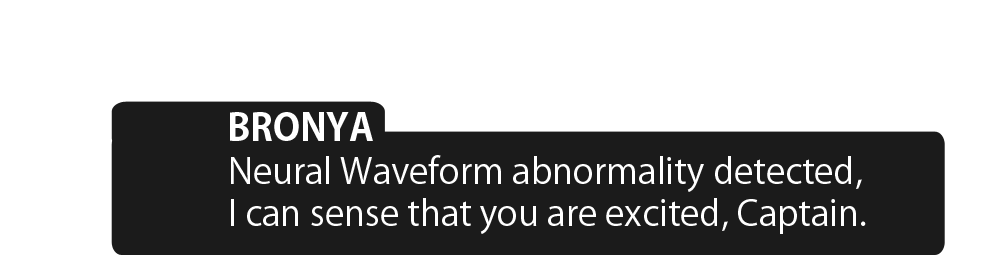 BRONYA
Neural Waveform abnormality detected,
I can sense that you are excited, Captain.